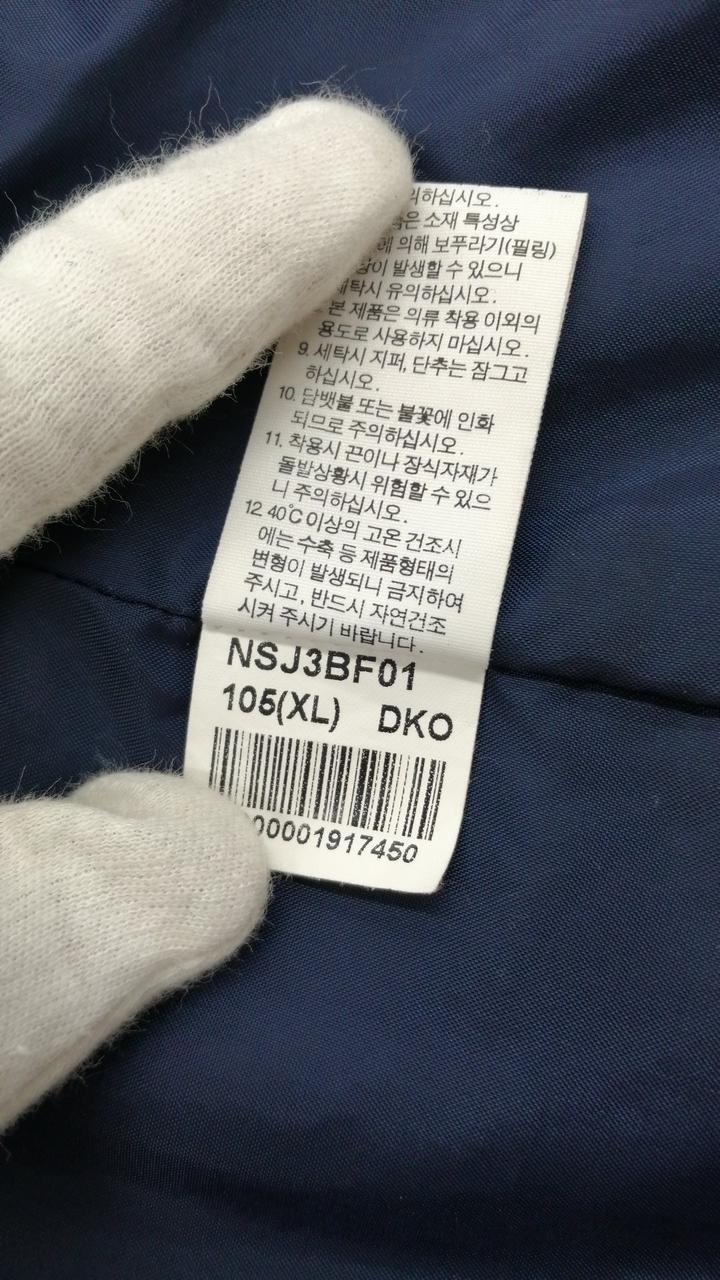 의하십시오.
소재 특성상
의해 보푸라기(필링)
발생할 수 있으니
세탁시 유의하십시오.
본 제품은 의류 착용 이외의
용도로 사용하지 마십시오.
9. 세탁시 지퍼, 단추는 잠그고
하십시오.
10. 담뱃불 또는 불꽃에 인화
되므로 주의하십시오.
11. 착용시 끈이나 장식자재가
돌발상황시 위험할 수 있으
니 주의하십시오.
12. 40℃이상의 고온 건조시
에는 수축 등 제품형태의
변형이 발생되니 금지하여
주시고, 반드시 자연건조
시켜 주시기 바랍니다.
NSJ3BF01
105(XL) DKO
00001917450